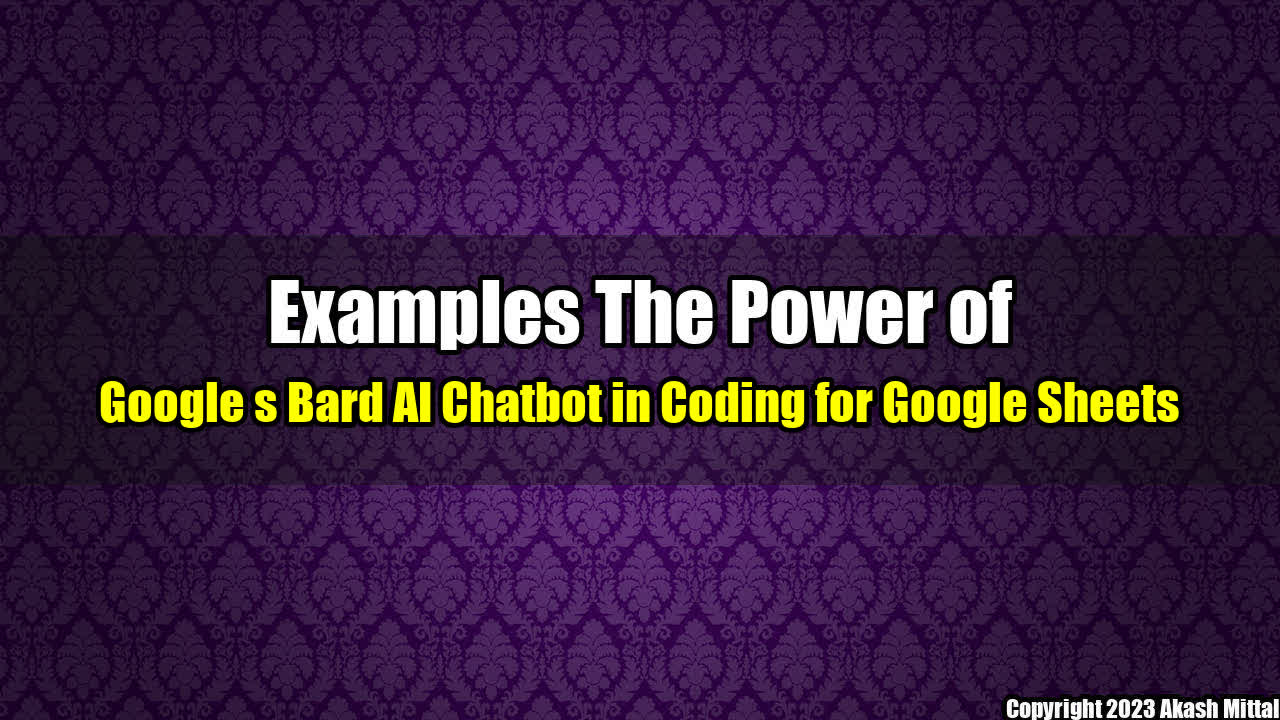 Examples The Power of
Google s Bard AI Chatbot in Coding for Google Sheets
Copyright 2023 Akash Mittal